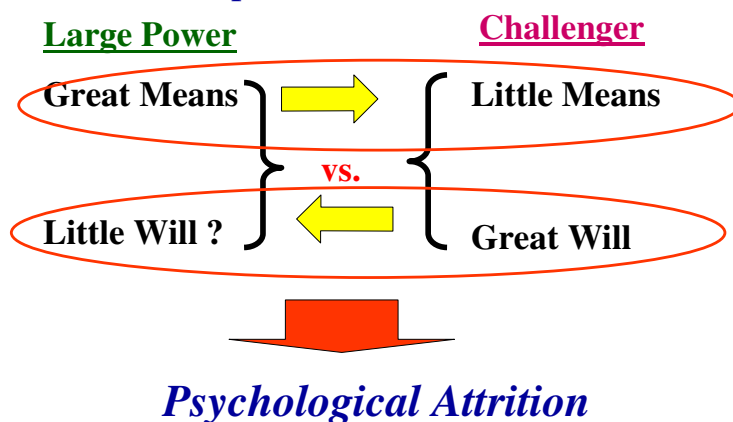 Large Power Challenger
Great Means Little Means
vs.
Little Will ? Great Will
Psychological Attrition